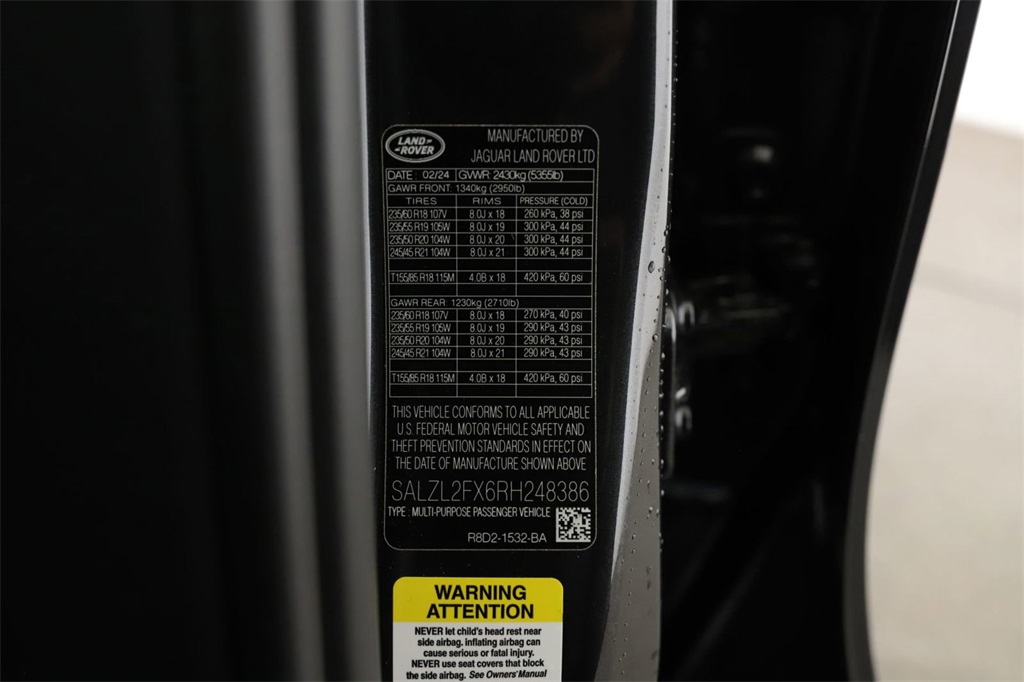 LAND ROVER
MANUFACTURED BY
JAGUAR LAND ROVER LTD
DATE : 02/24 GVWR: 2430kg (5355lb)
GAWR FRONT: 1340kg (2950lb)
TIRES RIMS PRESSURE (COLD)
235/60 R18 107V 8.0J x 18 260 kPa, 38 psi
235/55 R19 105W 8.0J x 19 300 kPa, 44 psi
235/50 R20 104W 8.0J x 20 300 kPa, 44 psi
245/45 R21 104W 8.0J x 21 300 kPa, 44 psi
T155/85 R18 115M 4.0B x 18 420 kPa, 60 psi
GAWR REAR: 1230kg (2710lb)
235/60 R18 107V 8.0J x 18 270 kPa, 40 psi
235/55 R19 105W 8.0J x 19 290 kPa, 43 psi
235/50 R20 104W 8.0J x 20 290 kPa, 43 psi
245/45 R21 104W 8.0J x 21 290 kPa, 43 psi
T155/85 R18 115M 4.0B x 18 420 kPa, 60 psi
THIS VEHICLE CONFORMS TO ALL APPLICABLE
U.S. FEDERAL MOTOR VEHICLE SAFETY AND
THEFT PREVENTION STANDARDS IN EFFECT ON
THE DATE OF MANUFACTURE SHOWN ABOVE
SALZL2FX6RH248386
TYPE : MULTI-PURPOSE PASSENGER VEHICLE
R8D2-1532-BA
WARNING
ATTENTION
NEVER let child's head rest near
side airbag. inflating airbag can
cause serious or fatal injury.
NEVER use seat covers that block
the side airbag. See Owners' Manual